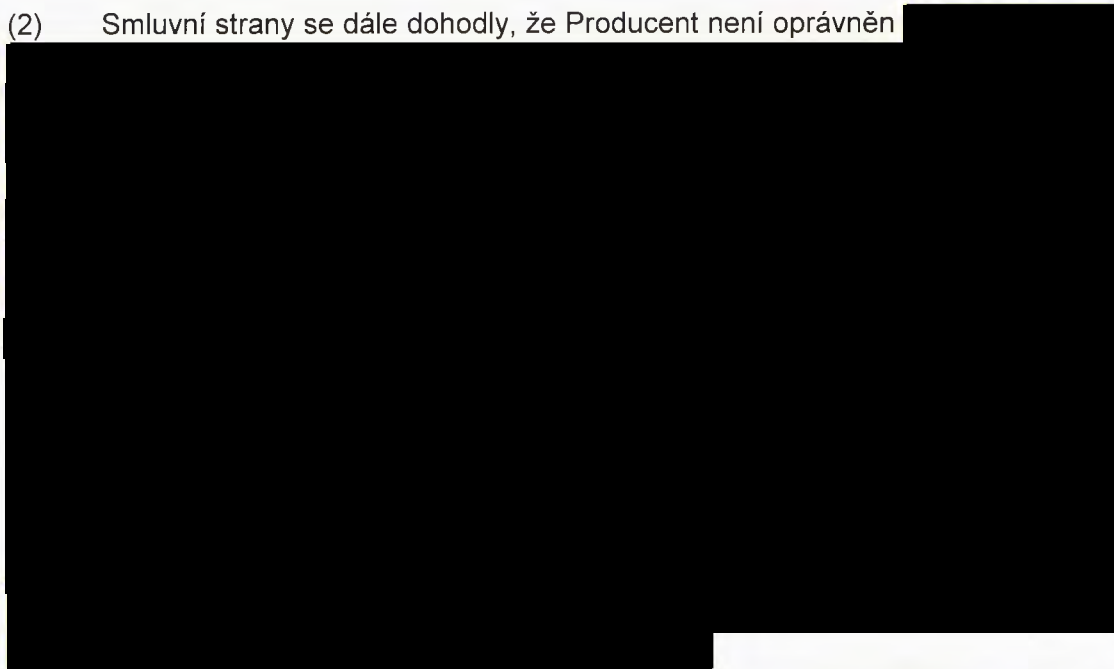 (2) Smluvní strany se dále dohodly, že Producent není oprávněn